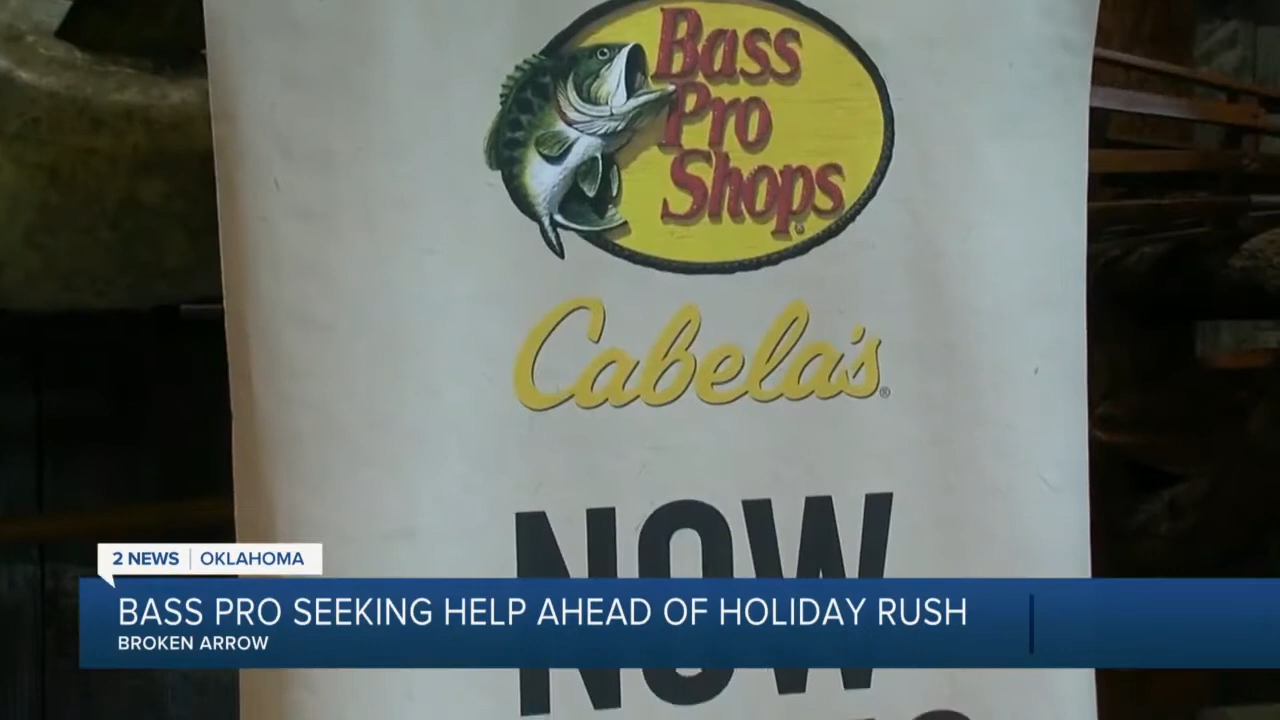 Bass
Pro
Shops
Cabela's®
NOW
2 NEWS | OKLAHOMA
BASS PRO SEEKING HELP AHEAD OF HOLIDAY RUSH
BROKEN ARROW